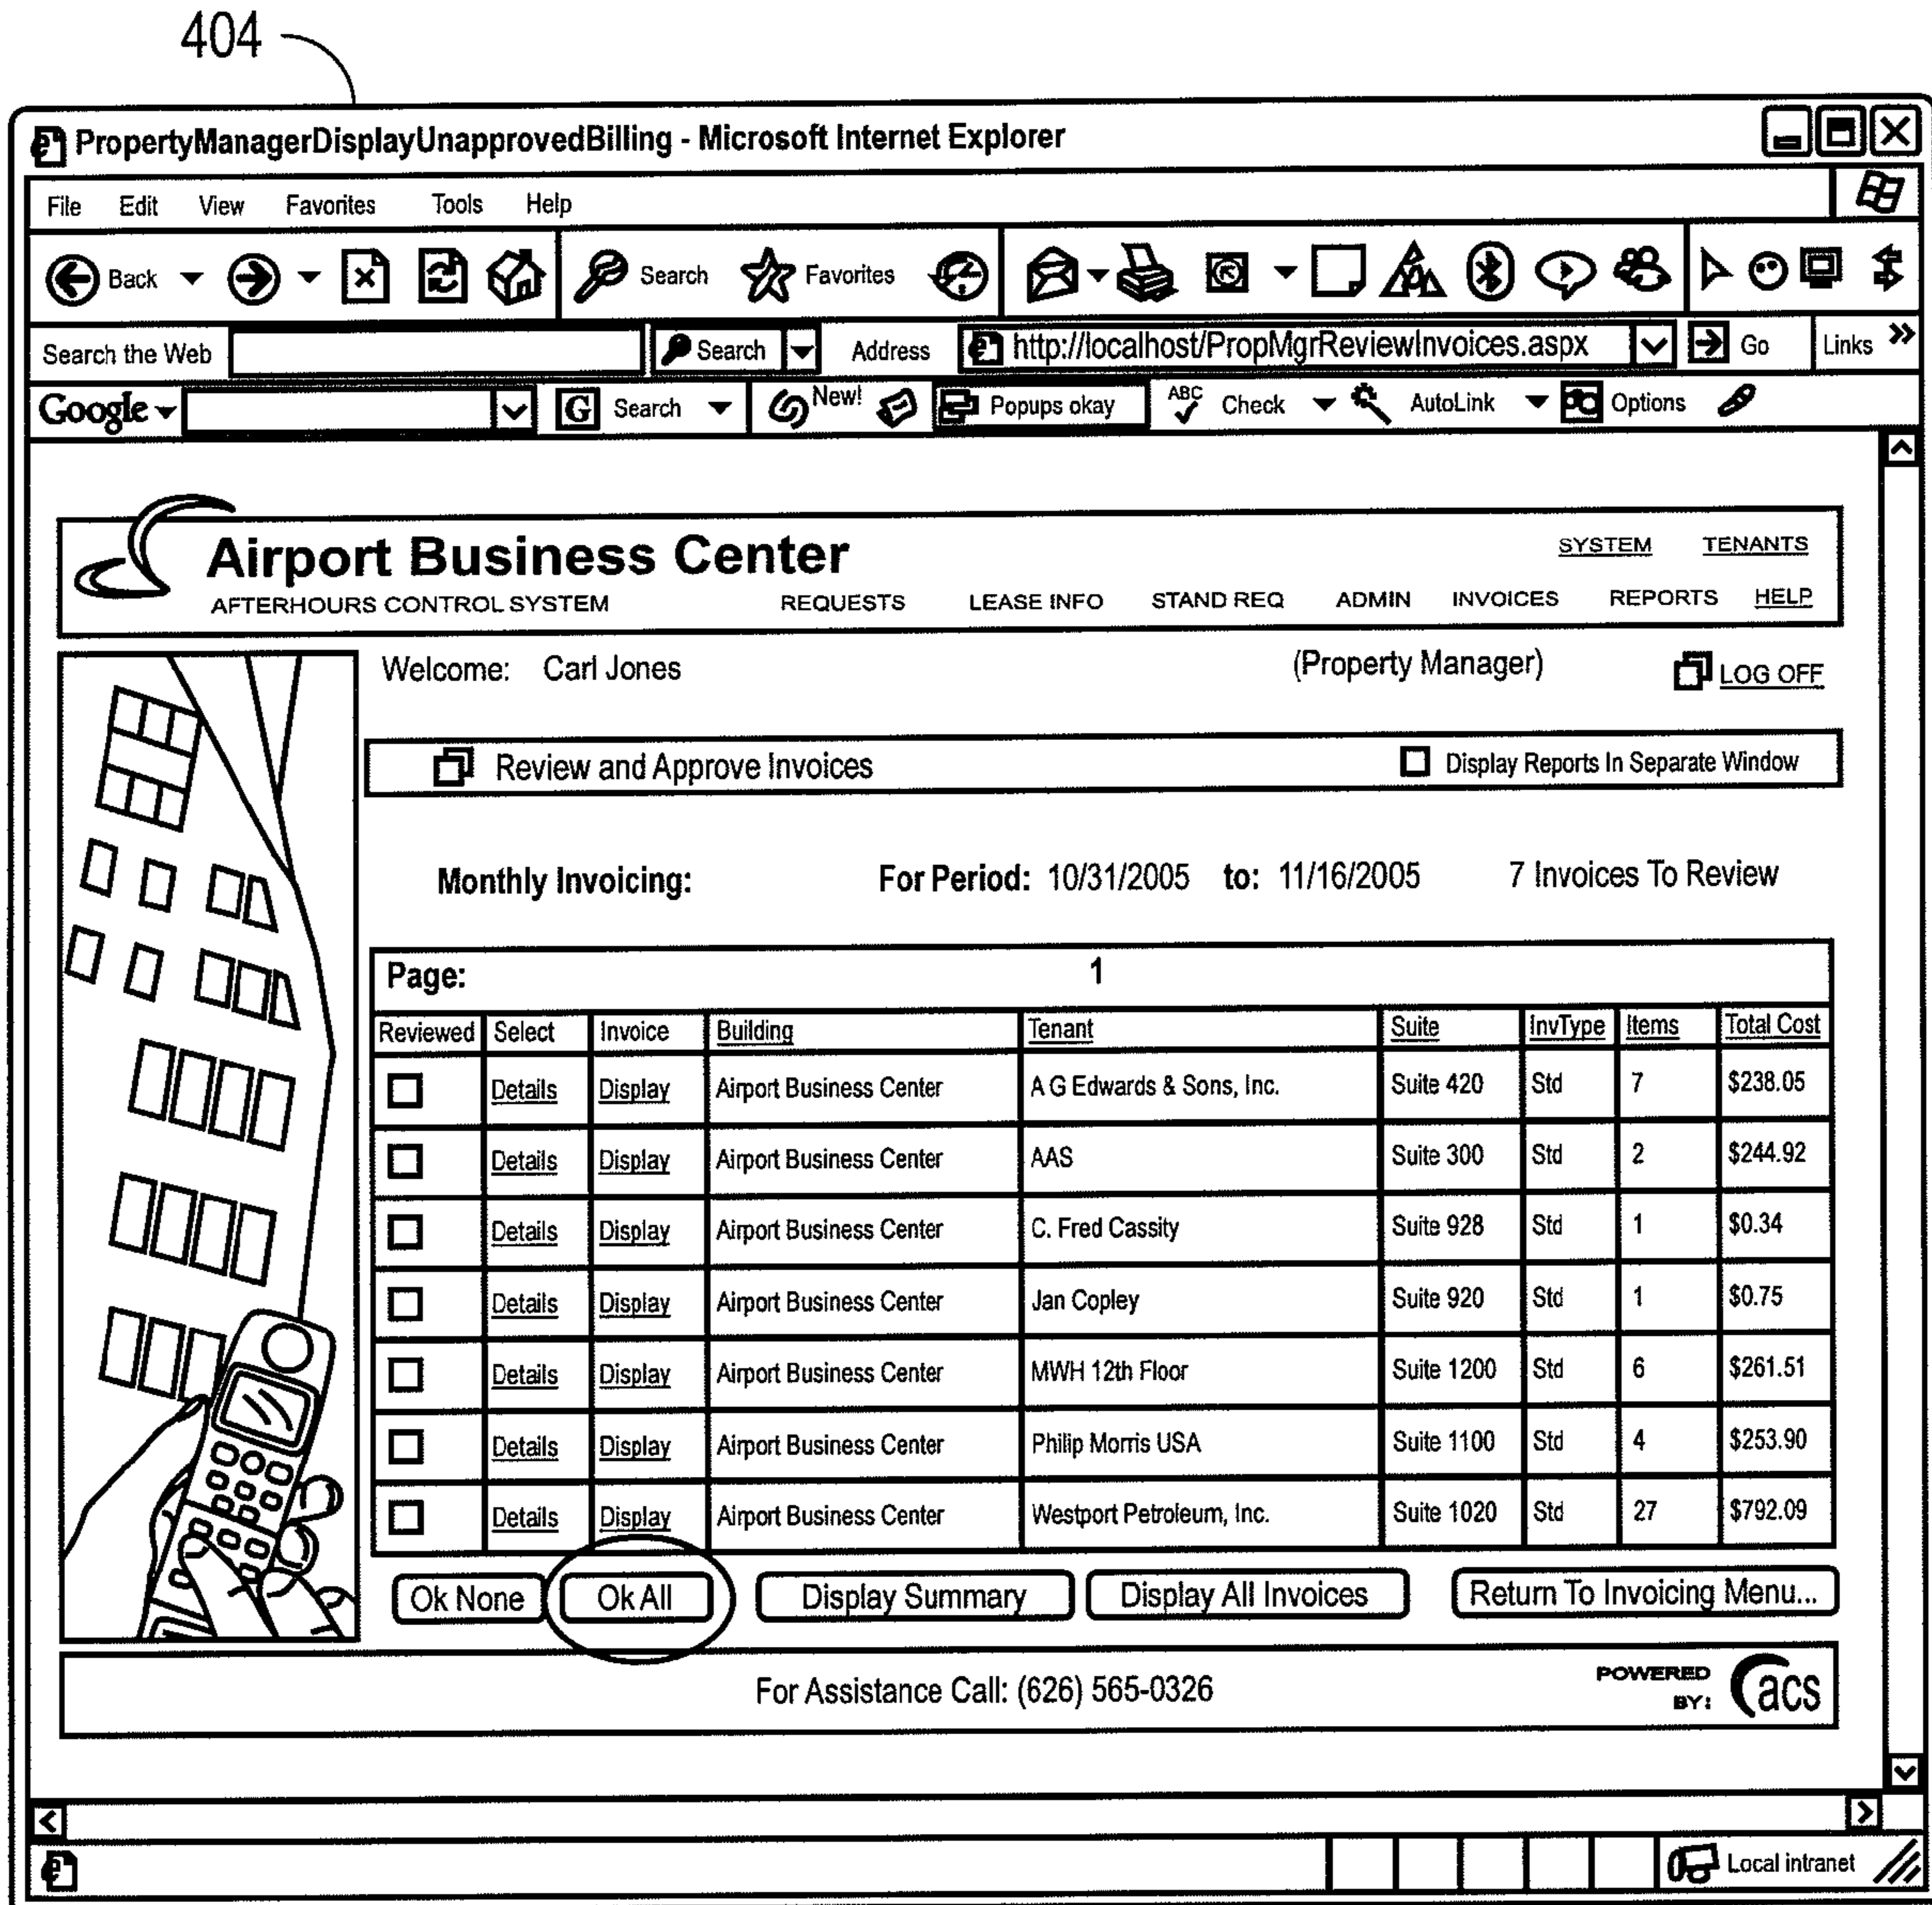 404
PropertyManagerDisplayUnapprovedBilling - Microsoft Internet Explorer
File Edit View Favorites Tools Help
Back Search Favorites
Search the Web Search Address http://localhost/PropMgrReviewInvoices.aspx Go Links »
Google G Search New! Popups okay ABC Check AutoLink Options
Airport Business Center SYSTEM TENANTS
AFTERHOURS CONTROL SYSTEM REQUESTS LEASE INFO STAND REQ ADMIN INVOICES REPORTS HELP
Welcome: Carl Jones (Property Manager) LOG OFF
Review and Approve Invoices Display Reports In Separate Window
Monthly Invoicing: For Period: 10/31/2005 to: 11/16/2005 7 Invoices To Review
Page: 1
Reviewed Select Invoice Building Tenant Suite InvType Items Total Cost
Details Display Airport Business Center A G Edwards & Sons, Inc. Suite 420 Std 7 $238.05
Details Display Airport Business Center AAS Suite 300 Std 2 $244.92
Details Display Airport Business Center C. Fred Cassity Suite 928 Std 1 $0.34
Details Display Airport Business Center Jan Copley Suite 920 Std 1 $0.75
Details Display Airport Business Center MWH 12th Floor Suite 1200 Std 6 $261.51
Details Display Airport Business Center Philip Morris USA Suite 1100 Std 4 $253.90
Details Display Airport Business Center Westport Petroleum, Inc. Suite 1020 Std 27 $792.09
Ok None Ok All Display Summary Display All Invoices Return To Invoicing Menu...
For Assistance Call: (626) 565-0326 POWERED BY: acs
Local intranet